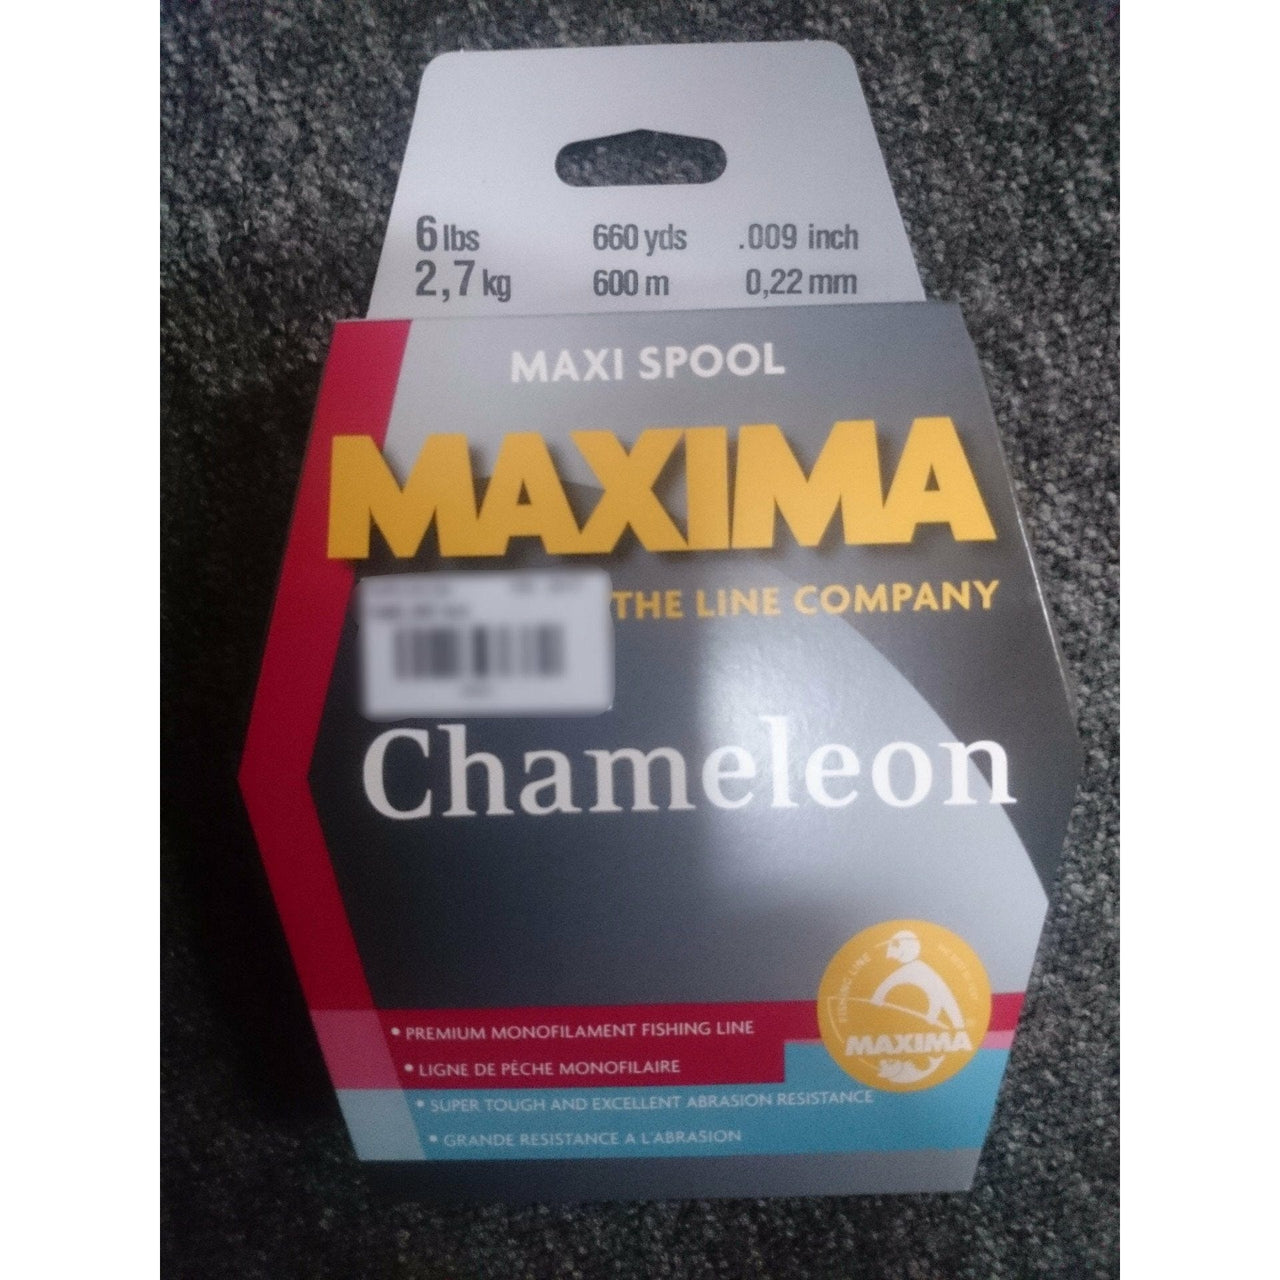 6 lbs 660 yds .009 inch
2,7 kg 600 m 0,22 mm
MAXI SPOOL
MAXIMA
THE LINE COMPANY
Chameleon
FISHING LINE
MAXIMA
• PREMIUM MONOFILAMENT FISHING LINE
• LIGNE DE PÊCHE MONOFILAIRE
• SUPER TOUGH AND EXCELLENT ABRASION RESISTANCE
• GRANDE RESISTANCE A L'ABRASION